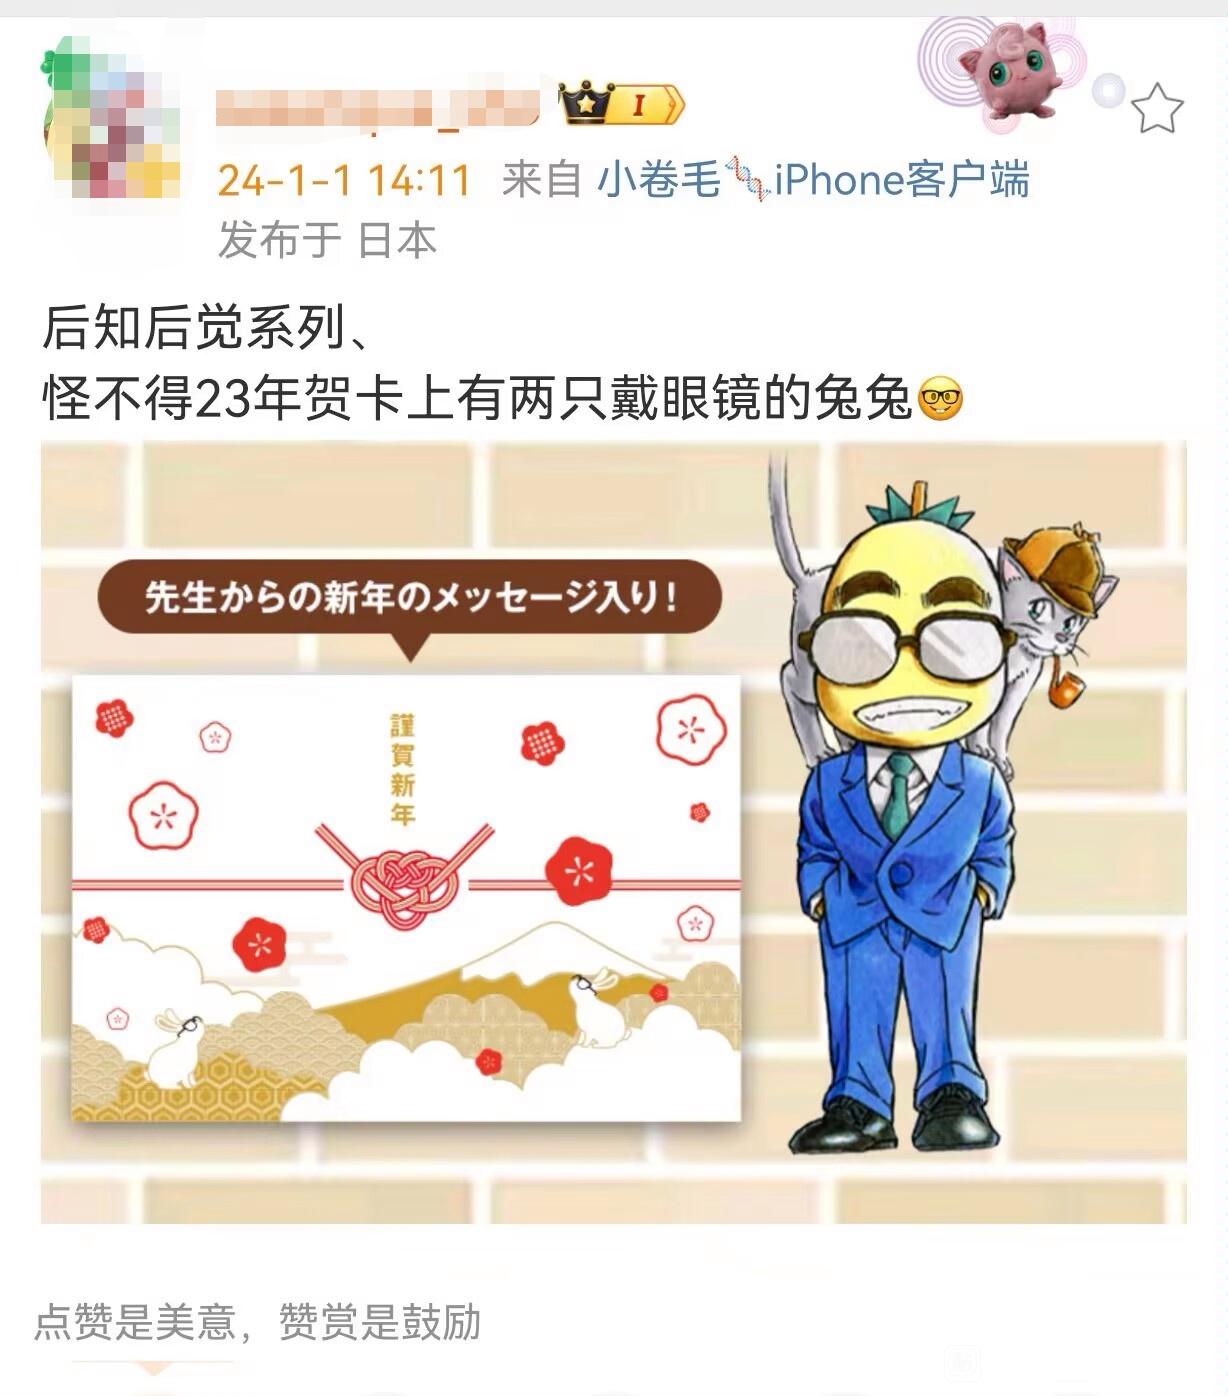 I
24-1-1 14:11 来自 小卷毛🧬iPhone客户端
发布于 日本
后知后觉系列、
怪不得23年贺卡上有两只戴眼镜的兔兔🤓
先生からの新年のメッセージ入り!
謹賀新年
点赞是美意，赞赏是鼓励